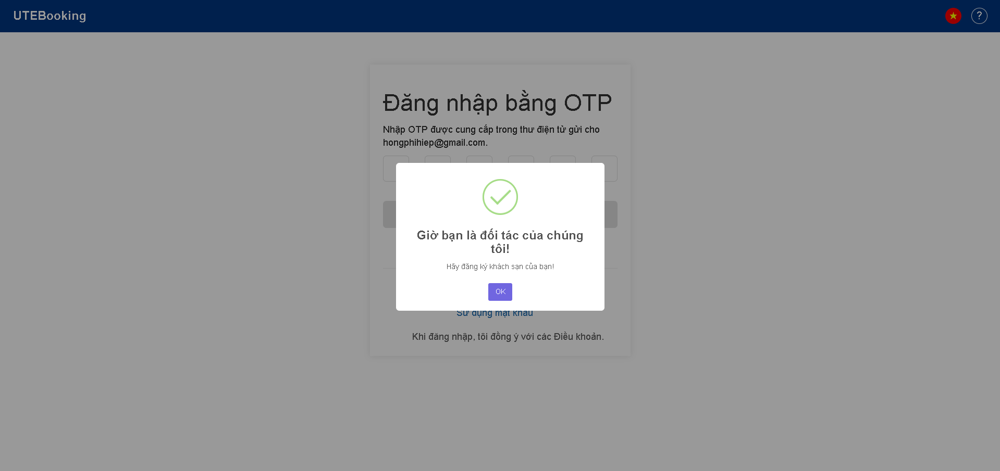 UTEBooking
?
Đăng nhập bằng OTP
Nhập OTP được cung cấp trong thư điện tử gửi cho
hongphihiep@gmail.com.
Giờ bạn là đối tác của chúng
tôi!
Hãy đăng ký khách sạn của bạn!
OK
Sử dụng mật khẩu
Khi đăng nhập, tôi đồng ý với các Điều khoản.